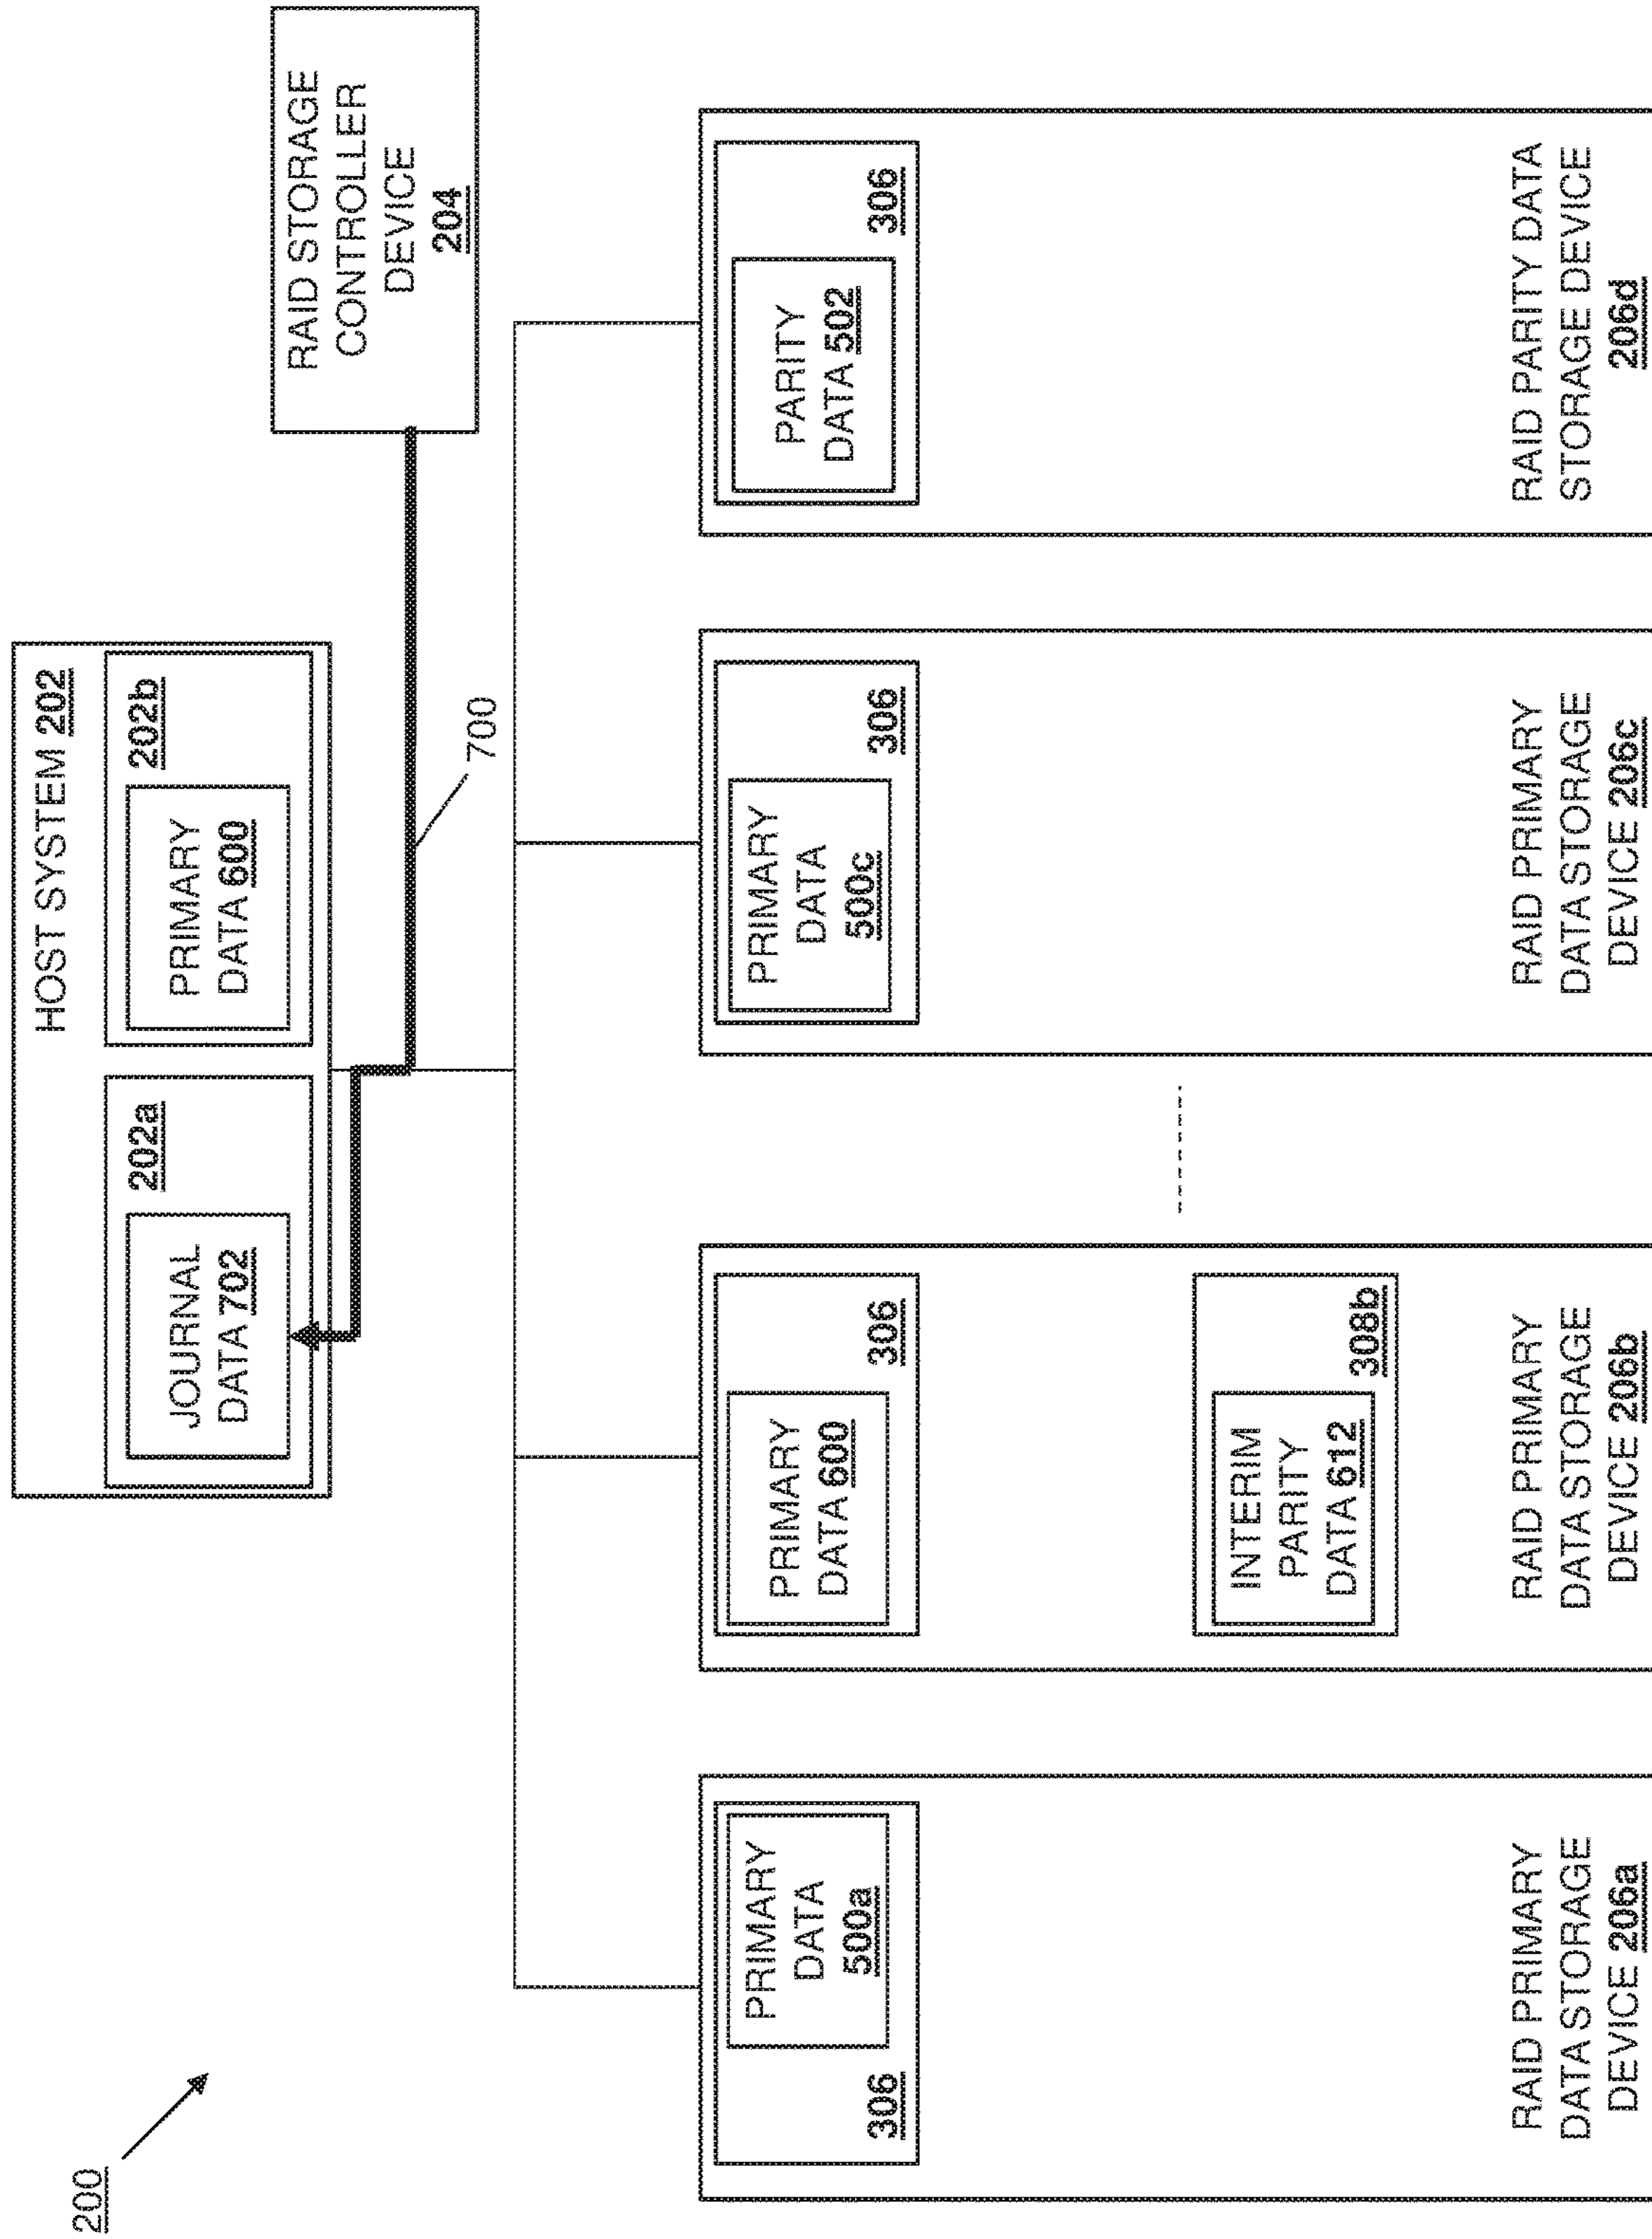 200
HOST SYSTEM 202
202a
JOURNAL
DATA 702
202b
PRIMARY
DATA 600
RAID STORAGE
CONTROLLER
DEVICE
204
700
306
PRIMARY
DATA
500a
RAID PRIMARY
DATA STORAGE
DEVICE 206a
PRIMARY
DATA 600
306
INTERIM
PARITY
DATA 612
308b
RAID PRIMARY
DATA STORAGE
DEVICE 206b
PRIMARY
DATA
500c
306
RAID PRIMARY
DATA STORAGE
DEVICE 206c
PARITY
DATA 502
306
RAID PARITY DATA
STORAGE DEVICE
206d